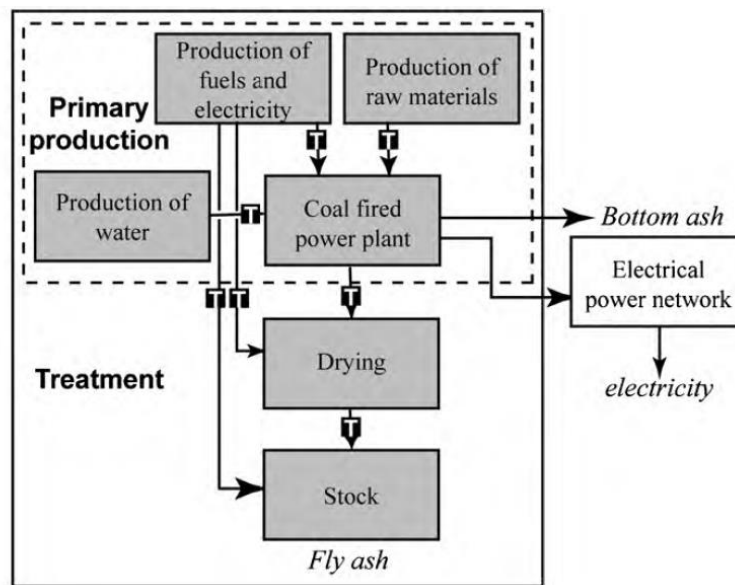 Production of
fuels and
electricity
Production of
raw materials
Primary
production
T
T
Production of
water
T
Coal fired
power plant
Bottom ash
Electrical
power network
T
T
T
Treatment
Drying
electricity
T
Stock
Fly ash